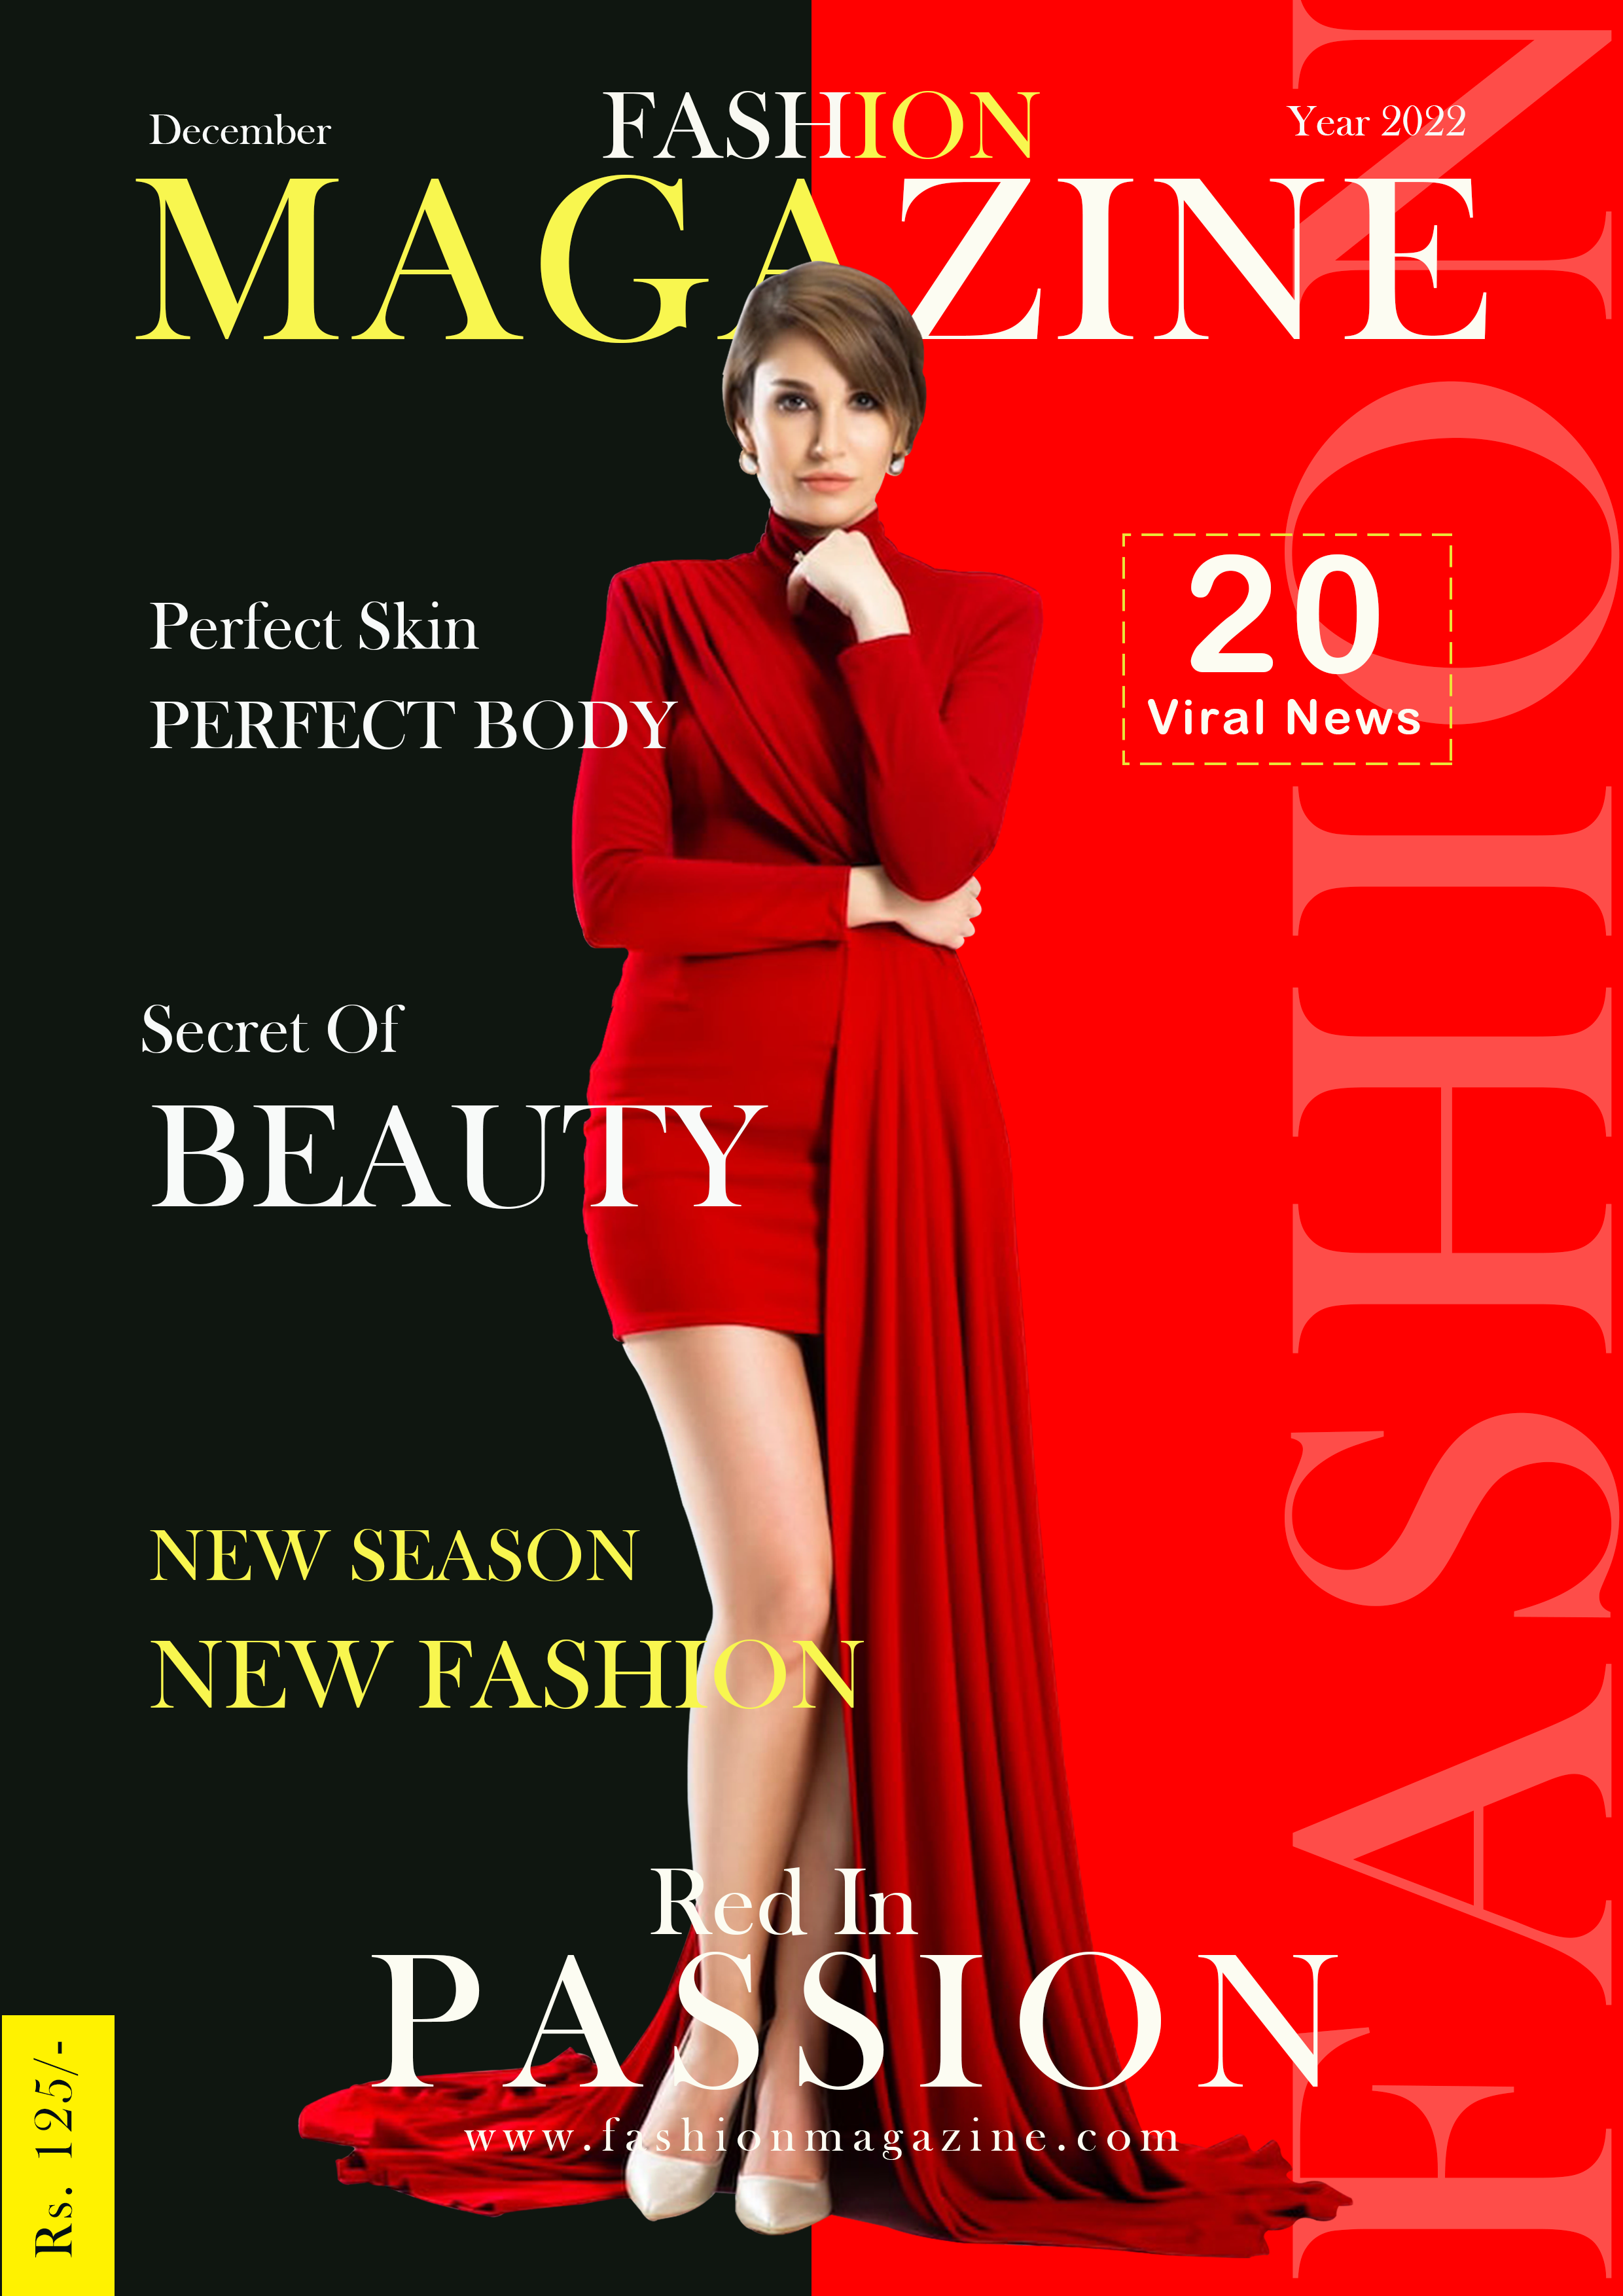 December
FASHION
Year 2022
MAGAZINE
Perfect Skin
PERFECT BODY
20
Viral News
Secret Of
BEAUTY
NEW SEASON
NEW FASHION
Red In
PASSION
www.fashionmagazine.com
Rs. 125/-
FASHION